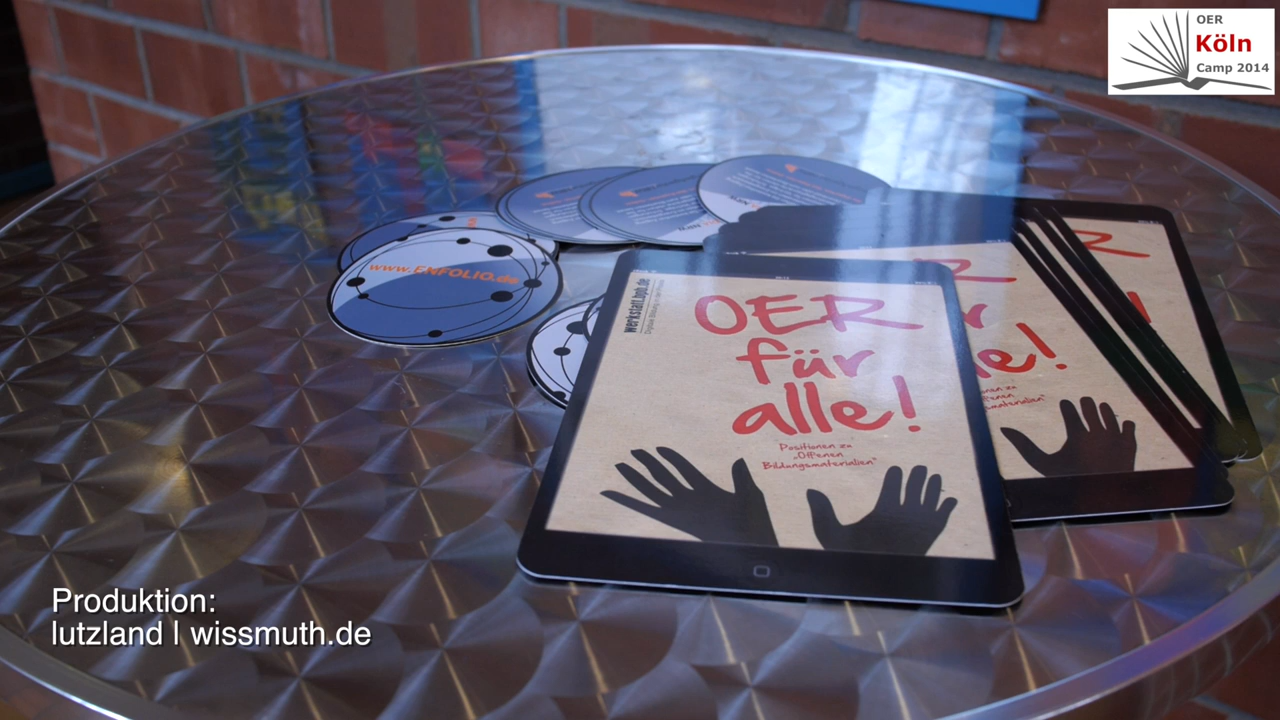 OER
Köln
Camp 2014
www.ENFOLIO.de
werkstatt.bpb.de
OER
für
alle!
Positionen zu
„Offenen
Bildungsmaterialien"
Produktion:
lutzland | wissmuth.de